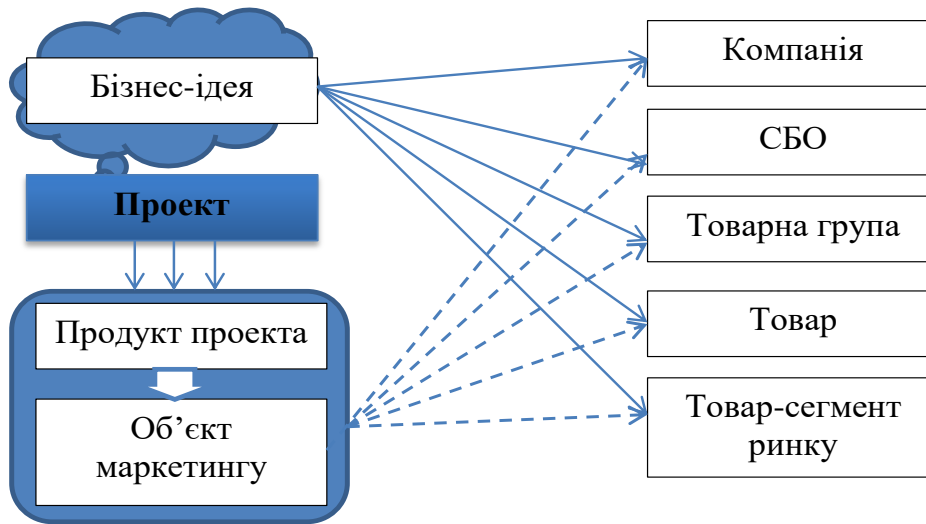 Бізнес-ідея
Проект
Продукт проекта
Об’єкт
маркетингу
Компанія
СБО
Товарна група
Товар
Товар-сегмент
ринку